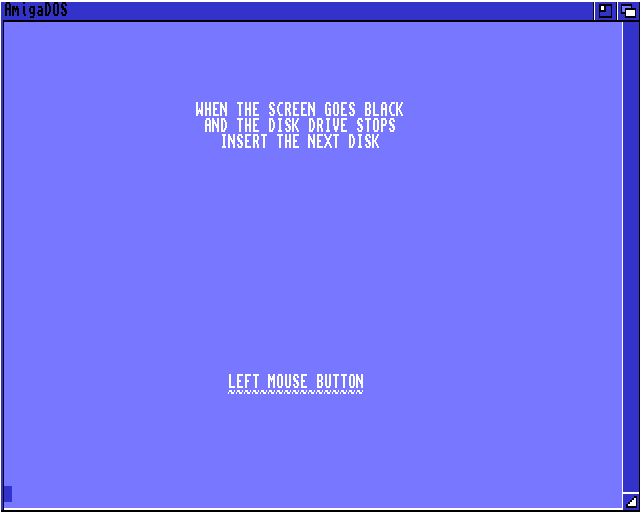 AmigaDOS
WHEN THE SCREEN GOES BLACK
AND THE DISK DRIVE STOPS
INSERT THE NEXT DISK
LEFT MOUSE BUTTON
~~~~~~~~~~~~~~~~~